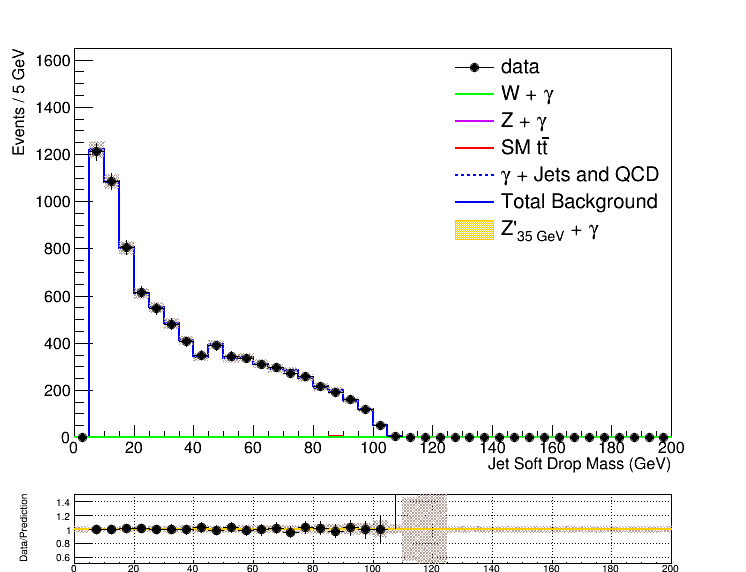 Events / 5 GeV
1600
1400
1200
1000
800
600
400
200
0
data
W + γ
Z + γ
SM tt̄
γ + Jets and QCD
Total Background
Z'35 GeV + γ
0 20 40 60 80 100 120 140 160 180 200
Jet Soft Drop Mass (GeV)
Data/Prediction
1.4
1.2
1
0.8
0.6
0 20 40 60 80 100 120 140 160 180 200